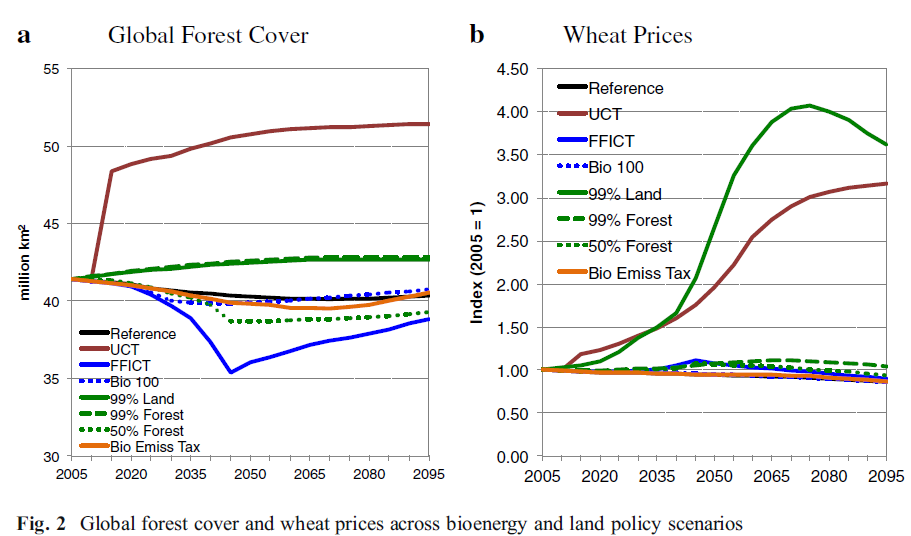 a Global Forest Cover
55
50
45
40
35
30
million km²
Reference
UCT
FFICT
Bio 100
99% Land
99% Forest
50% Forest
Bio Emiss Tax
2005 2020 2035 2050 2065 2080 2095
b Wheat Prices
4.50
4.00
3.50
3.00
2.50
2.00
1.50
1.00
0.50
0.00
Index (2005 = 1)
Reference
UCT
FFICT
Bio 100
99% Land
99% Forest
50% Forest
Bio Emiss Tax
2005 2020 2035 2050 2065 2080 2095
Fig. 2 Global forest cover and wheat prices across bioenergy and land policy scenarios